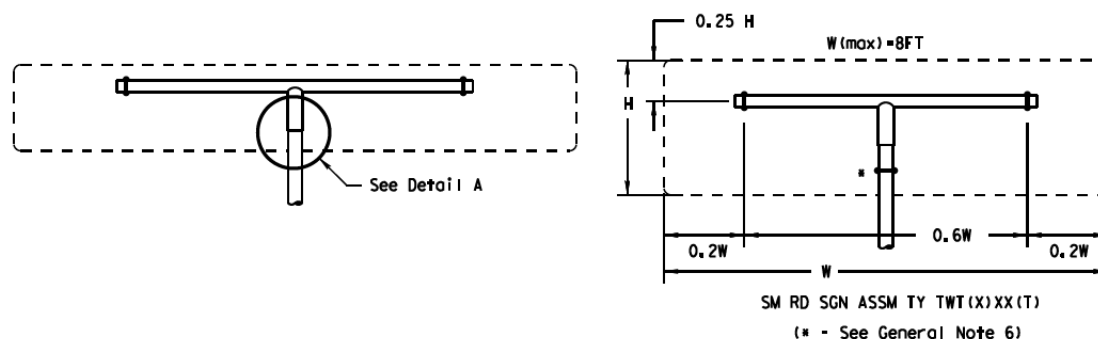 See Detail A
0.25 H
W(max)=8FT
H
*
0.2W
0.6W
0.2W
W
SM RD SGN ASSM TY TWT(X)XX(T)
(* - See General Note 6)